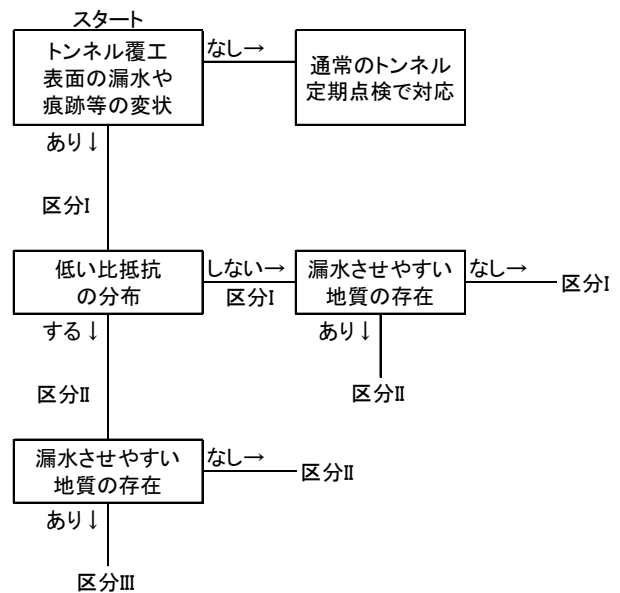 スタート
トンネル覆工
表面の漏水や
痕跡等の変状
なし→
通常のトンネル
定期点検で対応
あり↓
区分Ⅰ
低い比抵抗
の分布
しない→
区分Ⅰ
漏水させやすい
地質の存在
なし→
区分Ⅰ
する↓
あり↓
区分Ⅱ
区分Ⅱ
漏水させやすい
地質の存在
なし→
区分Ⅱ
あり↓
区分Ⅲ